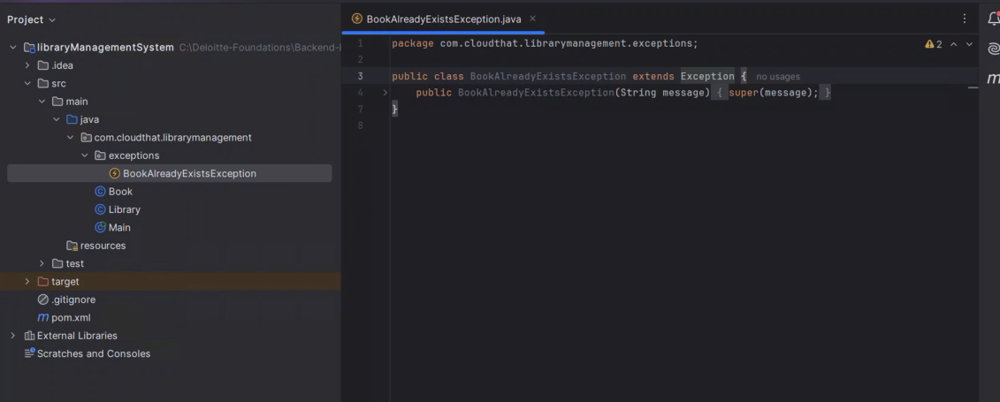 Project
libraryManagementSystem C:\Deloitte-Foundations\Backend-
.idea
src
main
java
com.cloudthat.librarymanagement
exceptions
BookAlreadyExistsException
Book
Library
Main
resources
test
target
.gitignore
pom.xml
External Libraries
Scratches and Consoles
BookAlreadyExistsException.java
2
1 package com.cloudthat.librarymanagement.exceptions;
2
3 public class BookAlreadyExistsException extends Exception { no usages
4 public BookAlreadyExistsException(String message) { super(message); }
7 }
8